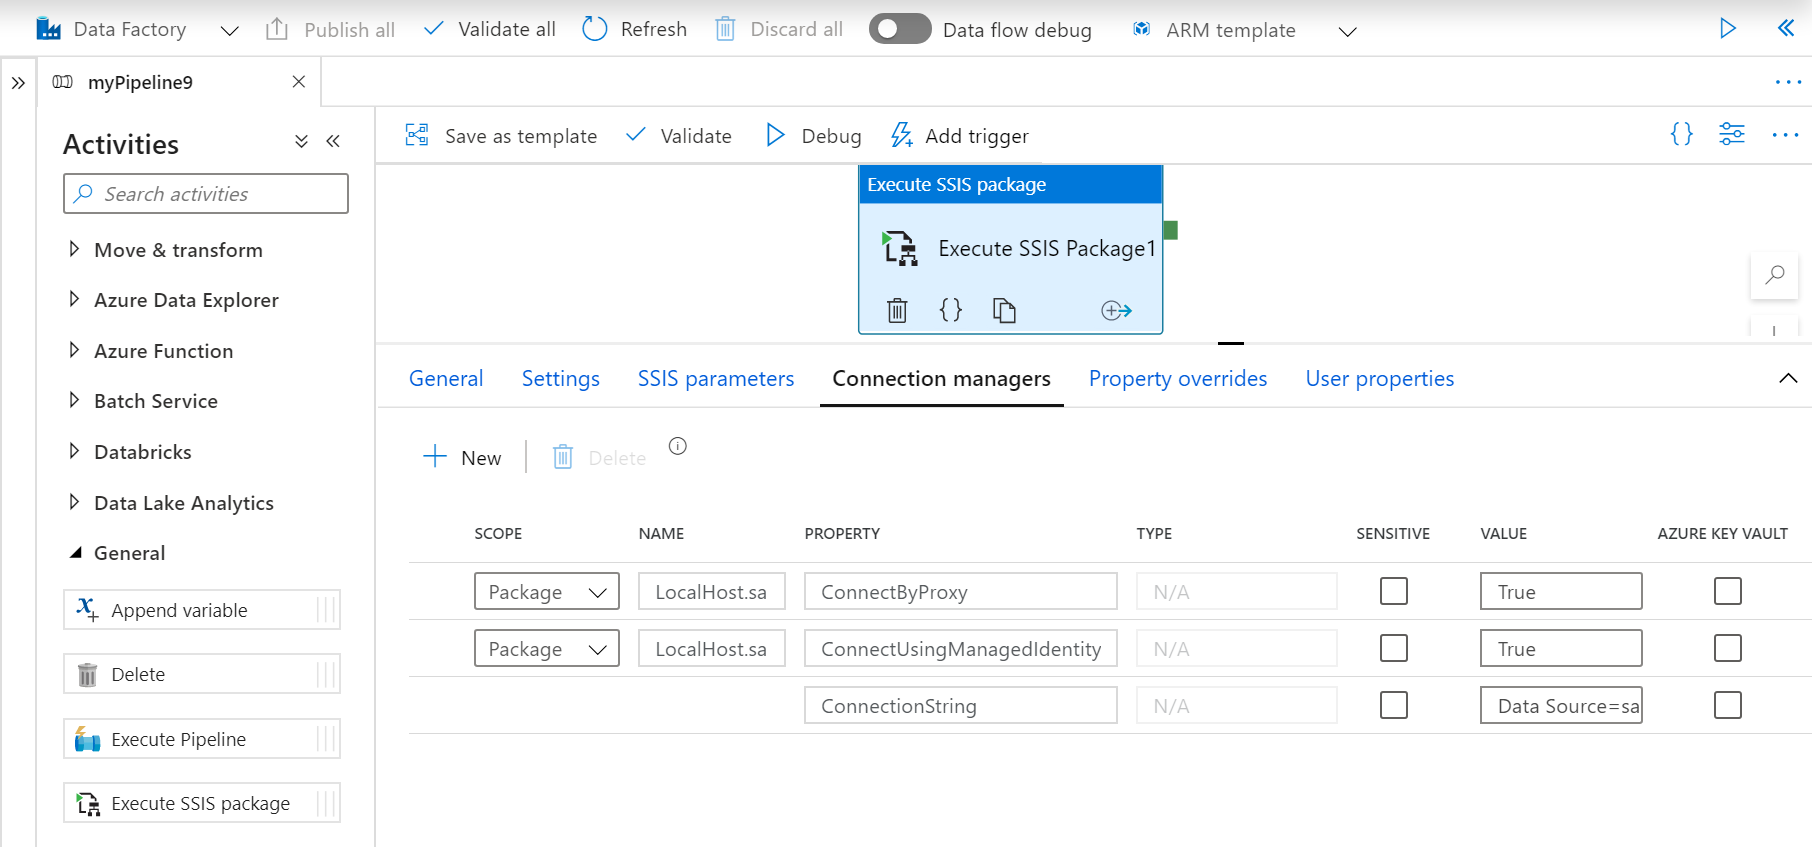 Data Factory Publish all Validate all Refresh Discard all Data flow debug ARM template
myPipeline9
Activities
Search activities
Move & transform
Azure Data Explorer
Azure Function
Batch Service
Databricks
Data Lake Analytics
General
Append variable
Delete
Execute Pipeline
Execute SSIS package
Save as template Validate Debug Add trigger
Execute SSIS package
Execute SSIS Package1
General Settings SSIS parameters Connection managers Property overrides User properties
New Delete
SCOPE NAME PROPERTY TYPE SENSITIVE VALUE AZURE KEY VAULT
Package LocalHost.sa ConnectByProxy N/A True
Package LocalHost.sa ConnectUsingManagedIdentity N/A True
ConnectionString N/A Data Source=sa